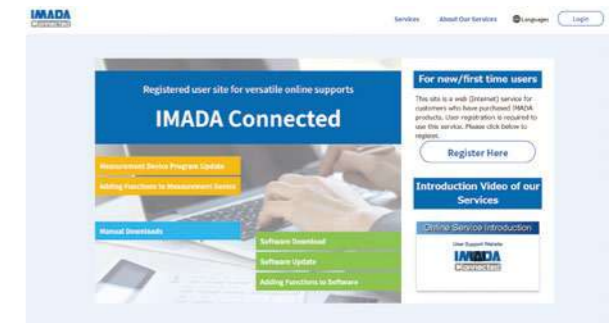 IMADA
Connected
Services
About Our Services
Languages
Login
Registered user site for versatile online supports
IMADA Connected
Measurement Device Program Update
Adding Functions to Measurement Device
Manual Downloads
Software Download
Software Update
Adding Functions to Software
For new/first time users
This site is a web (Internet) service for
customers who have purchased IMADA
products. User registration is required to
use this service. Please click below to
register.
Register Here
Introduction Video of our
Services
Online Service Introduction
User Support Website
IMADA
Connected